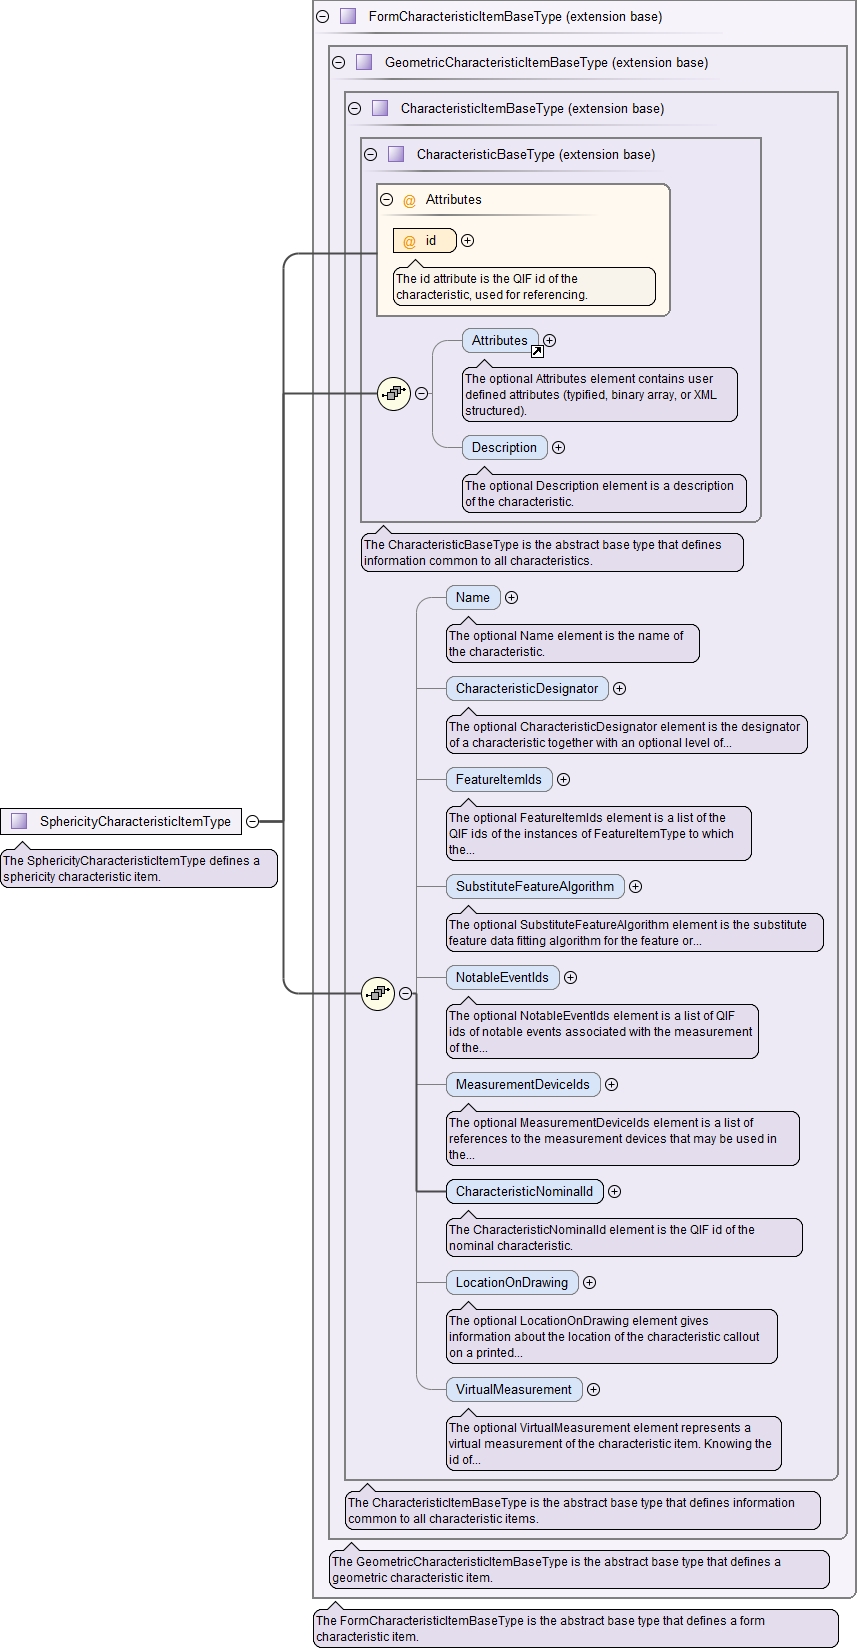 FormCharacteristicItemBaseType (extension base)
GeometricCharacteristicItemBaseType (extension base)
CharacteristicItemBaseType (extension base)
CharacteristicBaseType (extension base)
@ Attributes
@ id
The id attribute is the QIF id of the
characteristic, used for referencing.
Attributes
The optional Attributes element contains user
defined attributes (typified, binary array, or XML
structured).
Description
The optional Description element is a description
of the characteristic.
The CharacteristicBaseType is the abstract base type that defines
information common to all characteristics.
Name
The optional Name element is the name of
the characteristic.
CharacteristicDesignator
The optional CharacteristicDesignator element is the designator
of a characteristic together with an optional level of...
FeatureItemIds
The optional FeatureItemIds element is a list of the
QIF ids of the instances of FeatureItemType to which
the...
SphericityCharacteristicItemType
The SphericityCharacteristicItemType defines a
sphericity characteristic item.
SubstituteFeatureAlgorithm
The optional SubstituteFeatureAlgorithm element is the substitute
feature data fitting algorithm for the feature or...
NotableEventIds
The optional NotableEventIds element is a list of QIF
ids of notable events associated with the measurement
of the...
MeasurementDeviceIds
The optional MeasurementDeviceIds element is a list of
references to the measurement devices that may be used in
the...
CharacteristicNominalId
The CharacteristicNominalId element is the QIF id of the
nominal characteristic.
LocationOnDrawing
The optional LocationOnDrawing element gives
information about the location of the characteristic callout
on a printed...
VirtualMeasurement
The optional VirtualMeasurement element represents a
virtual measurement of the characteristic item. Knowing the
id of...
The CharacteristicItemBaseType is the abstract base type that defines information
common to all characteristic items.
The GeometricCharacteristicItemBaseType is the abstract base type that defines a
geometric characteristic item.
The FormCharacteristicItemBaseType is the abstract base type that defines a form
characteristic item.